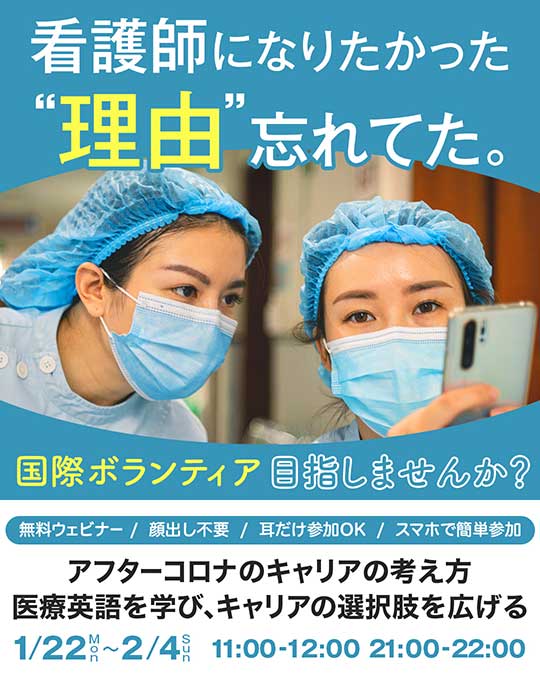 看護師になりたかった
“理由”忘れてた。
国際ボランティア 目指しませんか?
無料ウェビナー / 顔出し不要 / 耳だけ参加OK / スマホで簡単参加
アフターコロナのキャリアの考え方
医療英語を学び、キャリアの選択肢を広げる
1/22 Mon～2/4 Sun 11:00-12:00 21:00-22:00